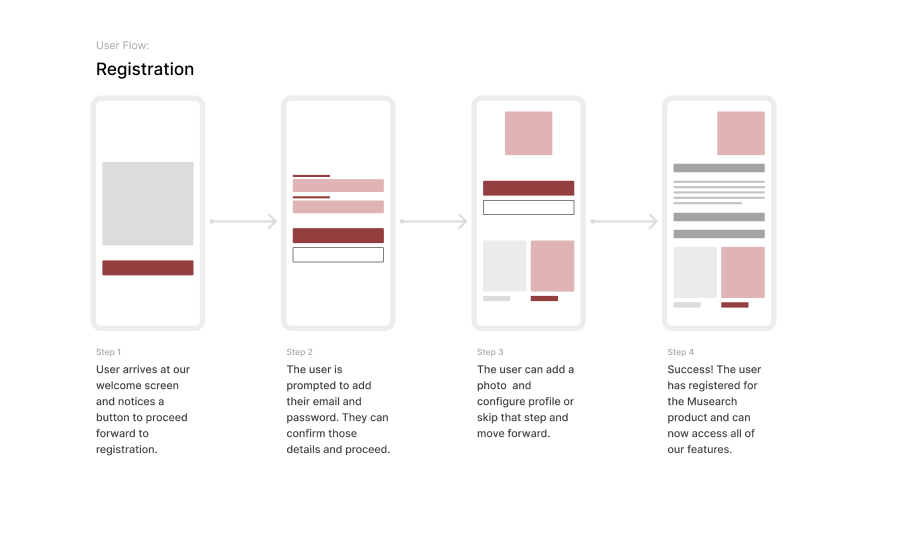 User Flow:
Registration
Step 1
User arrives at our
welcome screen
and notices a
button to proceed
forward to
registration.
Step 2
The user is
prompted to add
their email and
password. They can
confirm those
details and proceed.
Step 3
The user can add a
photo  and
configure profile or
skip that step and
move forward.
Step 4
Success! The user
has registered for
the Musearch
product and can
now access all of
our features.